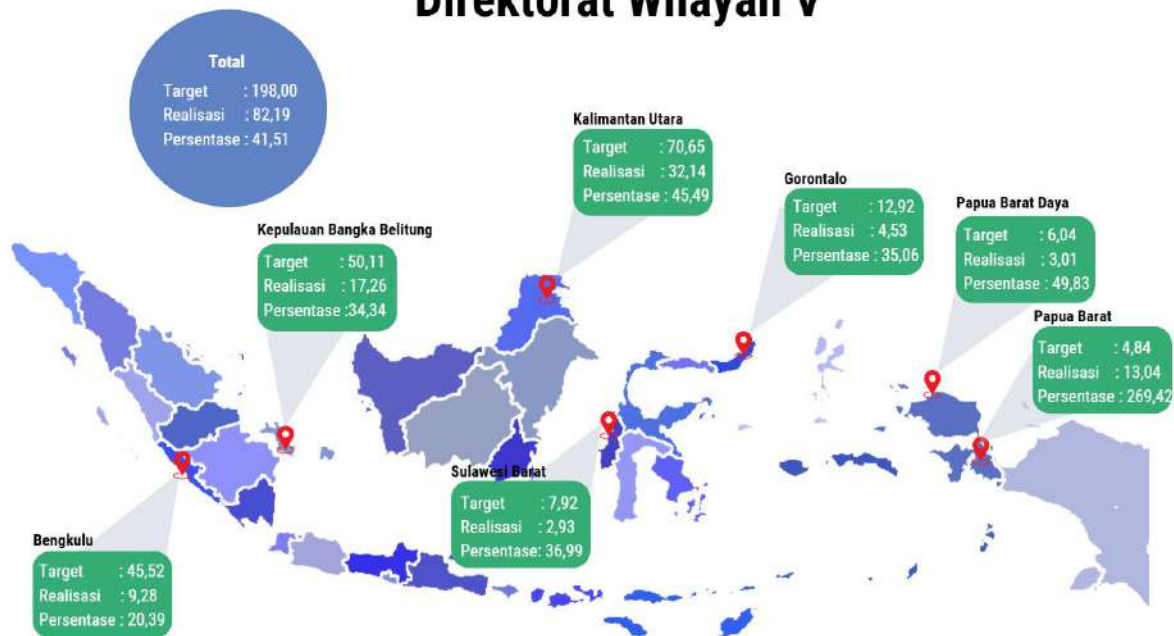 Direktorat Wilayah V
Total
Target : 198,00
Realisasi : 82,19
Persentase : 41,51
Kalimantan Utara
Target : 70,65
Realisasi : 32,14
Persentase : 45,49
Gorontalo
Target : 12,92
Realisasi : 4,53
Persentase : 35,06
Papua Barat Daya
Target : 6,04
Realisasi : 3,01
Persentase : 49,83
Kepulauan Bangka Belitung
Target : 50,11
Realisasi : 17,26
Persentase :34,34
Papua Barat
Target : 4,84
Realisasi : 13,04
Persentase : 269,42
Sulawesi Barat
Target : 7,92
Realisasi : 2,93
Persentase: 36,99
Bengkulu
Target : 45,52
Realisasi : 9,28
Persentase : 20,39